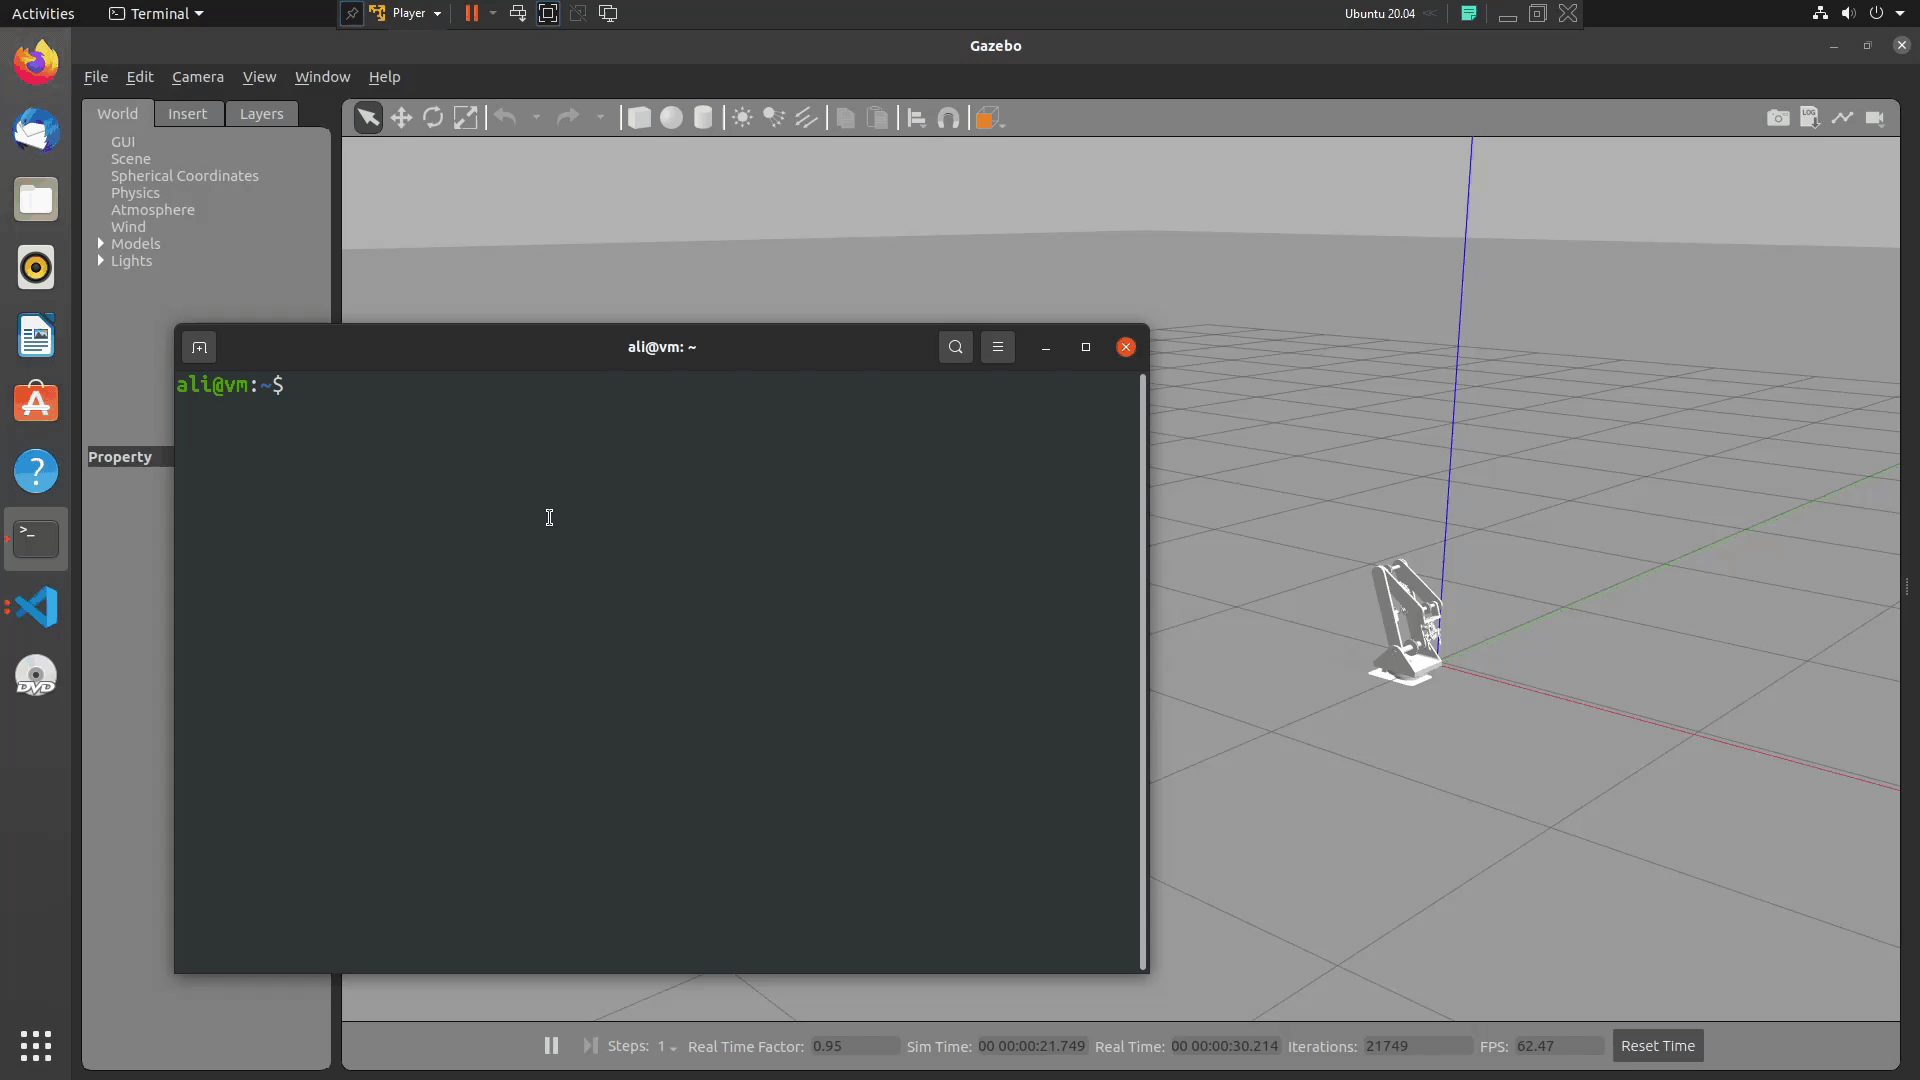 Activities Terminal Player Ubuntu 20.04
Gazebo
File Edit Camera View Window Help
World Insert Layers
LOG
GUI
Scene
Spherical Coordinates
Physics
Atmosphere
Wind
Models
Lights
ali@vm: ~
ali@vm:~$
Property
>_
DVD
Steps: 1 Real Time Factor: 0.95 Sim Time: 00 00:00:21.749 Real Time: 00 00:00:30.214 Iterations: 21749 FPS: 62.47 Reset Time